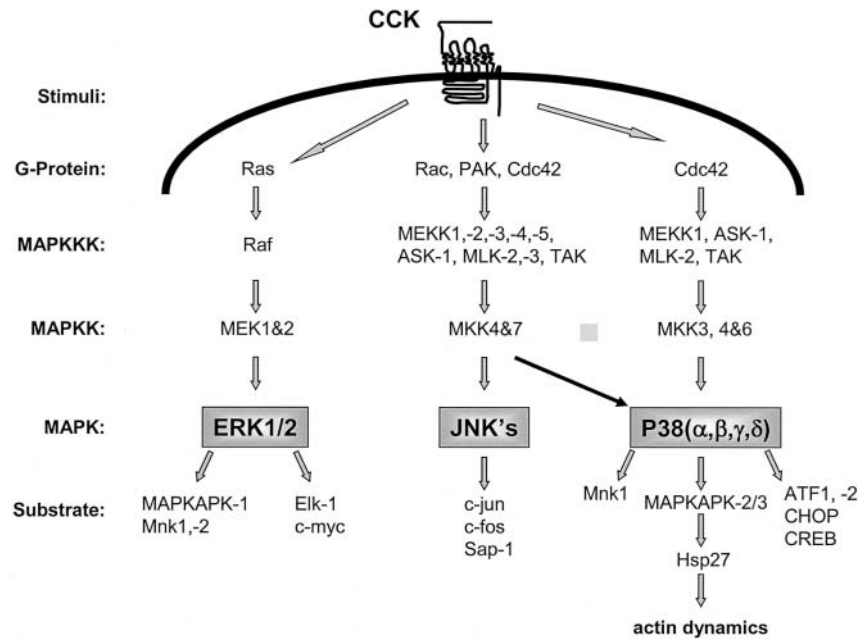 CCK
Stimuli:
G-Protein:
Ras
Rac, PAK, Cdc42
Cdc42
MAPKKK:
Raf
MEKK1,-2,-3,-4,-5,
ASK-1, MLK-2,-3, TAK
MEKK1, ASK-1,
MLK-2, TAK
MAPKK:
MEK1&2
MKK4&7
MKK3, 4&6
MAPK:
ERK1/2
JNK's
P38(α,β,γ,δ)
Substrate:
MAPKAPK-1
Mnk1,-2
Elk-1
c-myc
c-jun
c-fos
Sap-1
Mnk1
MAPKAPK-2/3
ATF1, -2
CHOP
CREB
Hsp27
actin dynamics